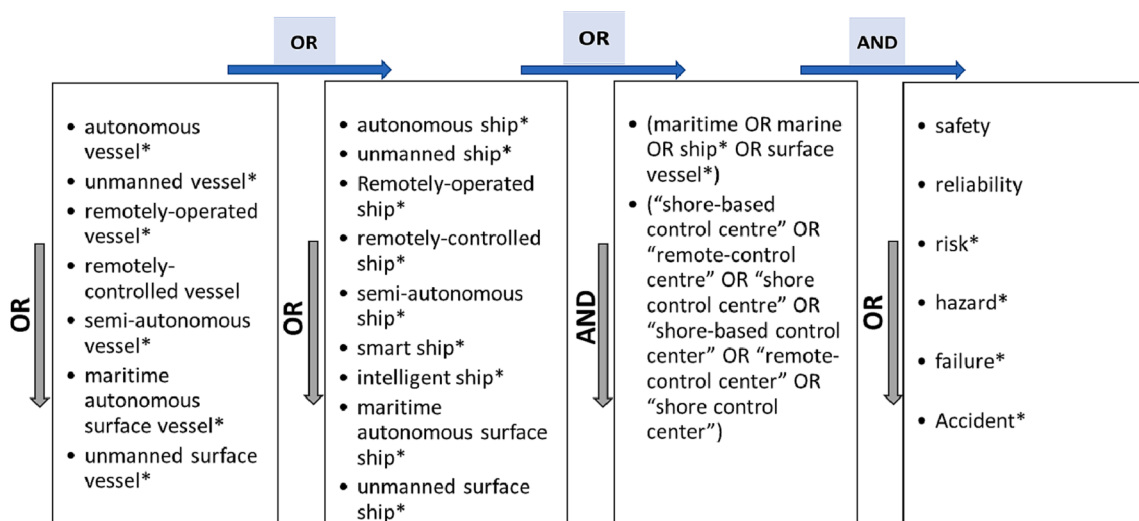 OR
OR
AND
OR
• autonomous
vessel*
• unmanned vessel*
• remotely-operated
vessel*
• remotely-
controlled vessel
• semi-autonomous
vessel*
• maritime
autonomous
surface vessel*
• unmanned surface
vessel*
OR
• autonomous ship*
• unmanned ship*
• Remotely-operated
ship*
• remotely-controlled
ship*
• semi-autonomous
ship*
• smart ship*
• intelligent ship*
• maritime
autonomous surface
ship*
• unmanned surface
ship*
AND
• (maritime OR marine
OR ship* OR surface
vessel*)
• (“shore-based
control centre” OR
“remote-control
centre” OR “shore
control centre” OR
“shore-based control
center” OR “remote-
control center” OR
“shore control
center”)
OR
• safety
• reliability
• risk*
• hazard*
• failure*
• Accident*